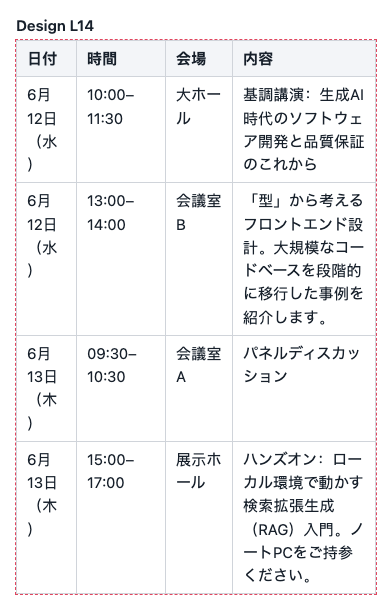 Design L14
日付 時間 会場 内容
6月 10:00– 大ホー 基調講演：生成AI
12日 11:30 ル 時代のソフトウェ
（水 ア開発と品質保証
） のこれから
6月 13:00– 会議室 「型」から考える
12日 14:00 B フロントエンド設
（水 計。大規模なコー
） ドベースを段階的
に移行した事例を
紹介します。
6月 09:30– 会議室 パネルディスカッ
13日 10:30 A ション
（木
）
6月 15:00– 展示ホ ハンズオン：ロー
13日 17:00 ール カル環境で動かす
（木 検索拡張生成
） （RAG）入門。ノ
ートPCをご持参
ください。